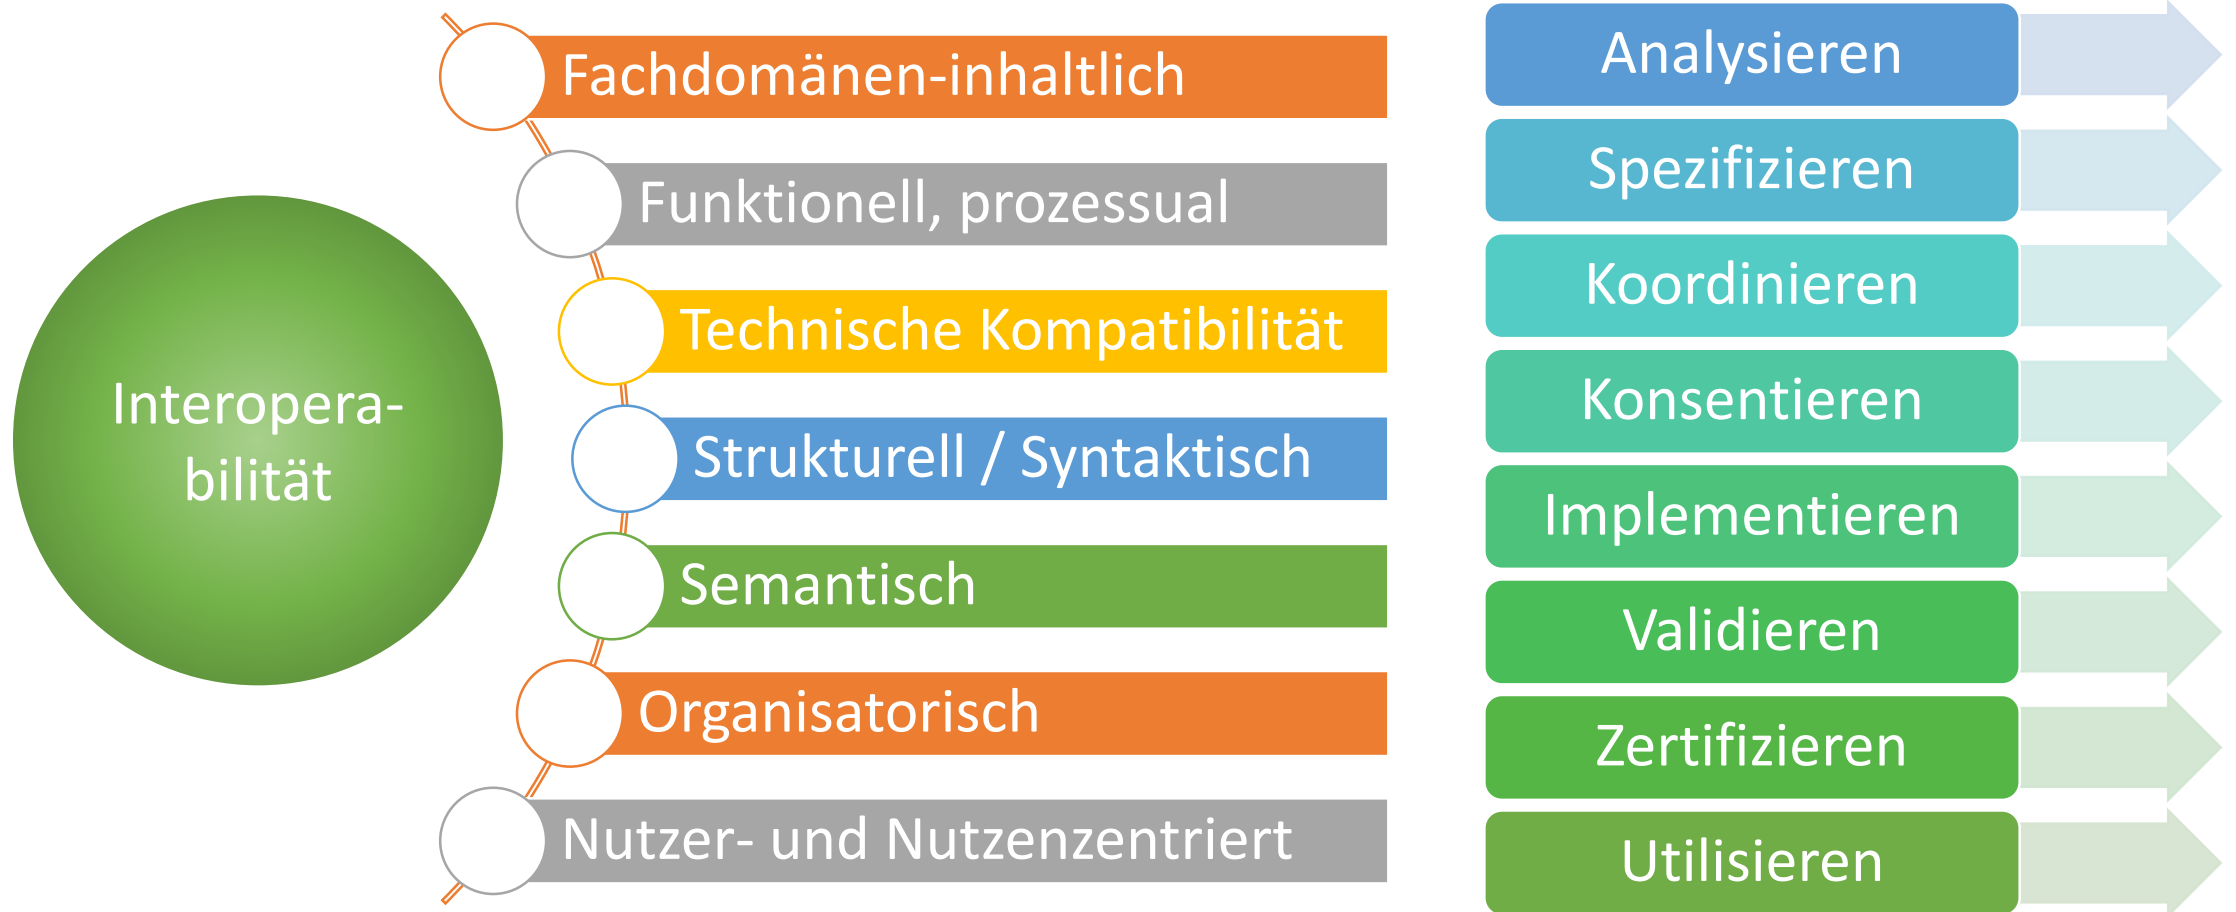 Interopera-
bilität
Fachdomänen-inhaltlich
Funktionell, prozessual
Technische Kompatibilität
Strukturell / Syntaktisch
Semantisch
Organisatorisch
Nutzer- und Nutzenzentriert
Analysieren
Spezifizieren
Koordinieren
Konsentieren
Implementieren
Validieren
Zertifizieren
Utilisieren